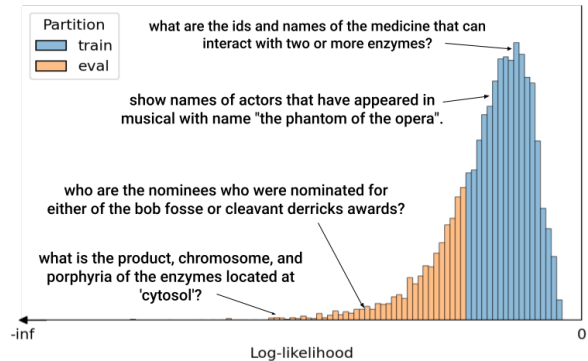 Partition
train
eval
what are the ids and names of the medicine that can
interact with two or more enzymes?
show names of actors that have appeared in
musical with name "the phantom of the opera".
who are the nominees who were nominated for
either of the bob fosse or cleavant derricks awards?
what is the product, chromosome, and
porphyria of the enzymes located at
'cytosol'?
-inf
0
Log-likelihood